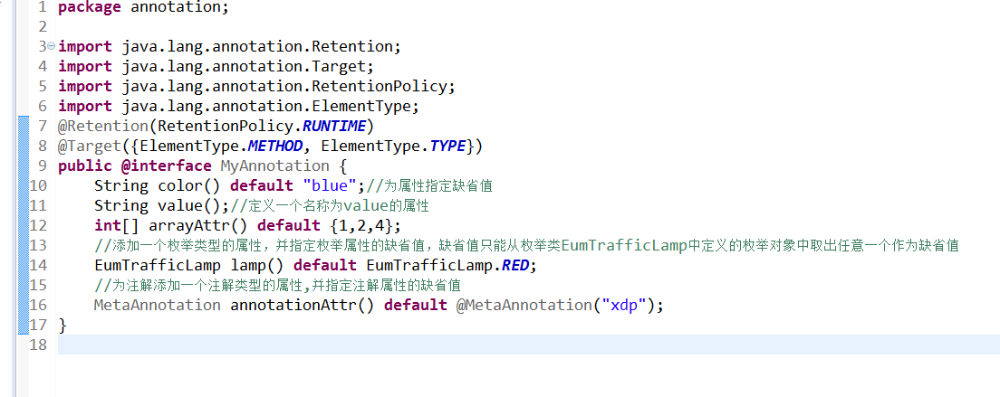 1 package annotation;
2
3 import java.lang.annotation.Retention;
4 import java.lang.annotation.Target;
5 import java.lang.annotation.RetentionPolicy;
6 import java.lang.annotation.ElementType;
7 @Retention(RetentionPolicy.RUNTIME)
8 @Target({ElementType.METHOD, ElementType.TYPE})
9 public @interface MyAnnotation {
10     String color() default "blue";//为属性指定缺省值
11     String value();//定义一个名称为value的属性
12     int[] arrayAttr() default {1,2,4};
13     //添加一个枚举类型的属性，并指定枚举属性的缺省值，缺省值只能从枚举类EumTrafficLamp中定义的枚举对象中取出任意一个作为缺省值
14     EumTrafficLamp lamp() default EumTrafficLamp.RED;
15     //为注解添加一个注解类型的属性,并指定注解属性的缺省值
16     MetaAnnotation annotationAttr() default @MetaAnnotation("xdp");
17 }
18